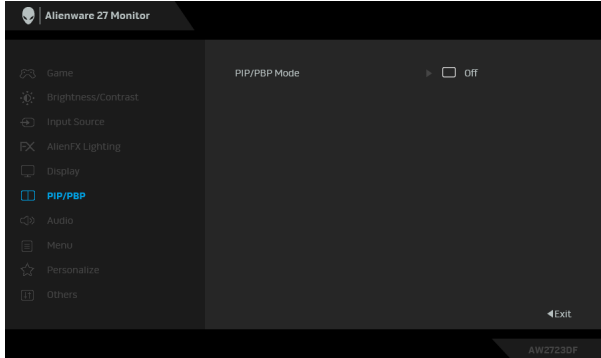 Alienware 27 Monitor
Game
PIP/PBP Mode
Off
Brightness/Contrast
Input Source
FX AlienFX Lighting
Display
PIP/PBP
Audio
Menu
Personalize
Others
Exit
AW2723DF